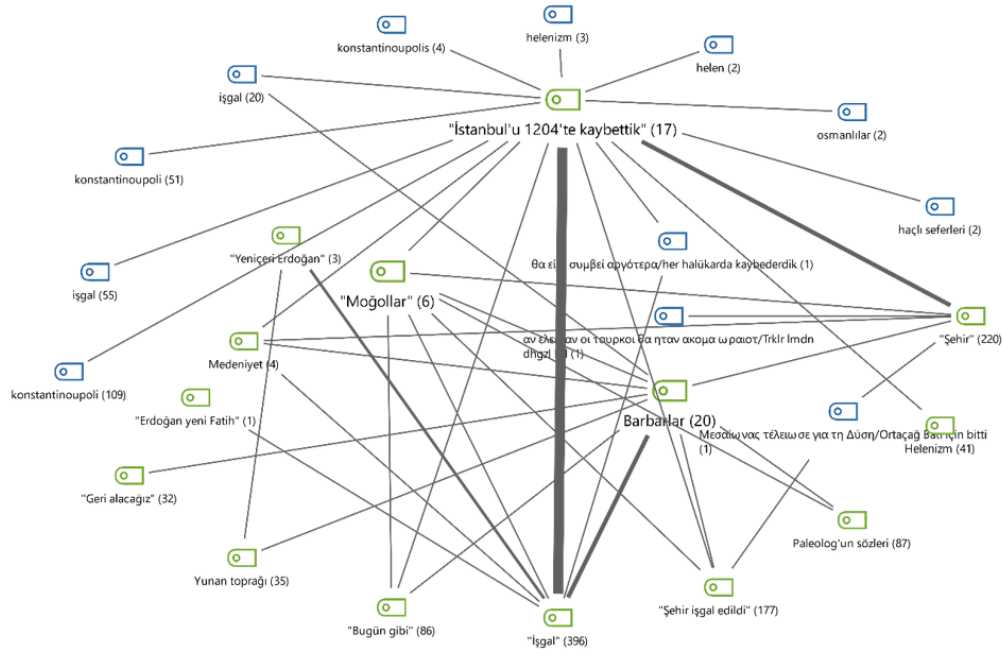 helenizm (3)
konstantinoupolis (4)
helen (2)
işgal (20)
osmanlılar (2)
"İstanbul'u 1204'te kaybettik" (17)
konstantinoupoli (51)
haçlı seferleri (2)
"Yeniçeri Erdoğan" (3)
θα είχε συμβεί αργότερα/her halükarda kaybederdik (1)
işgal (55)
"Moğollar" (6)
"Şehir" (220)
αν έλειπαν οι τουρκοι θα ηταν ακομα ωραιοτ/Trklr lmdn
dhgzl (1)
Medeniyet (4)
konstantinoupoli (109)
"Erdoğan yeni Fatih" (1)
Barbarlar (20)
Μεσαίωνας τέλειωσε για τη Δύση/Ortaçağ Batı için bitti
(1)
Helenizm (41)
"Geri alacağız" (32)
Paleolog'un sözleri (87)
Yunan toprağı (35)
"Şehir işgal edildi" (177)
"Bugün gibi" (86)
"İşgal" (396)